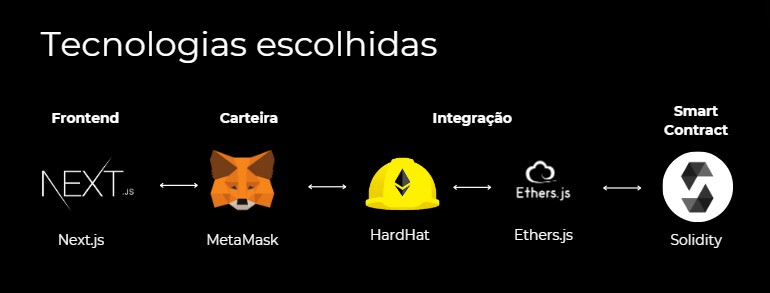 Tecnologias escolhidas
Frontend
Carteira
Integração
Smart
Contract
NEXT.JS
Ethers.js
Next.js
MetaMask
HardHat
Ethers.js
Solidity